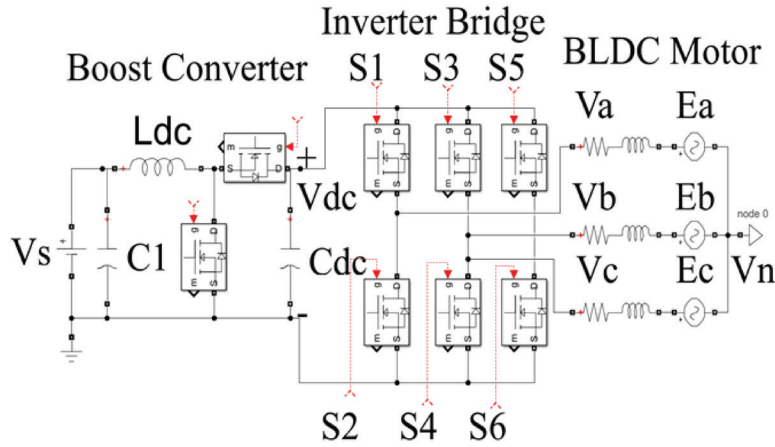 Inverter Bridge
Boost Converter
S1 S3 S5
BLDC Motor
Ldc
Va Ea
m g
S D
+
Vdc
g D
m S
g D
m S
g D
m S
Vb Eb
node 0
Vs
+
C1
g D
m S
Cdc
Vc Ec
Vn
-
g D
m S
g D
m S
g D
m S
S2 S4 S6